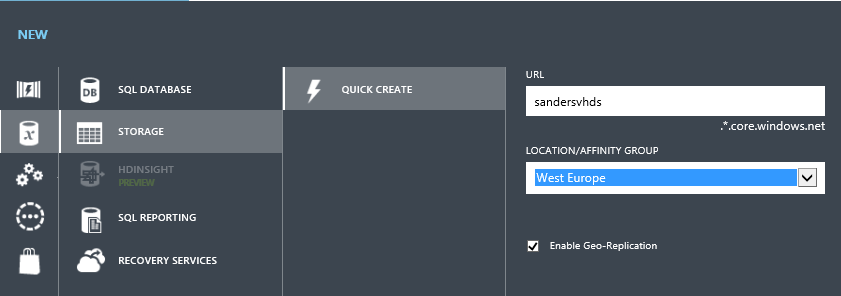 NEW
SQL DATABASE
STORAGE
HDINSIGHT
PREVIEW
SQL REPORTING
RECOVERY SERVICES
QUICK CREATE
URL
sandersvhds
.*.core.windows.net
LOCATION/AFFINITY GROUP
West Europe
Enable Geo-Replication
DB
x